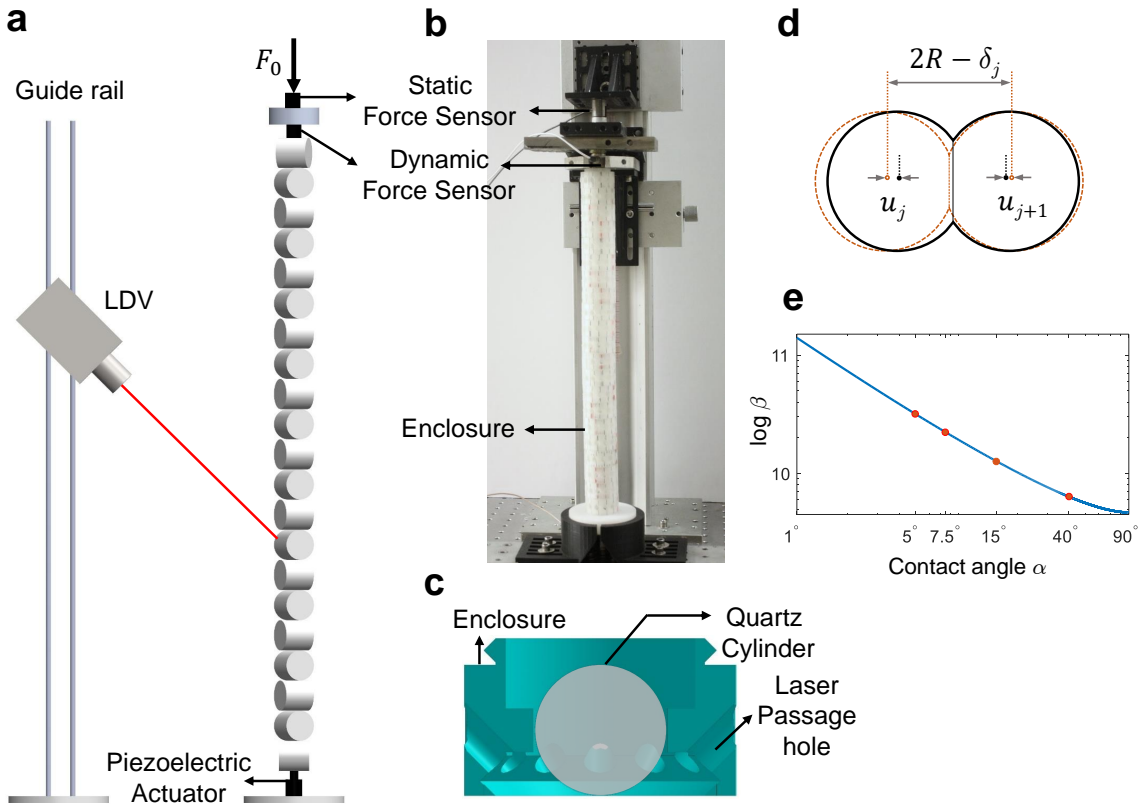 a
Guide rail
F₀
LDV
Piezoelectric
Actuator
b
Static
Force Sensor
Dynamic
Force Sensor
Enclosure
c
Enclosure
Quartz
Cylinder
Laser
Passage
hole
d
2R − δⱼ
uⱼ
uⱼ₊₁
e
log β
11
10
1° 5° 7.5° 15° 40° 90°
Contact angle α